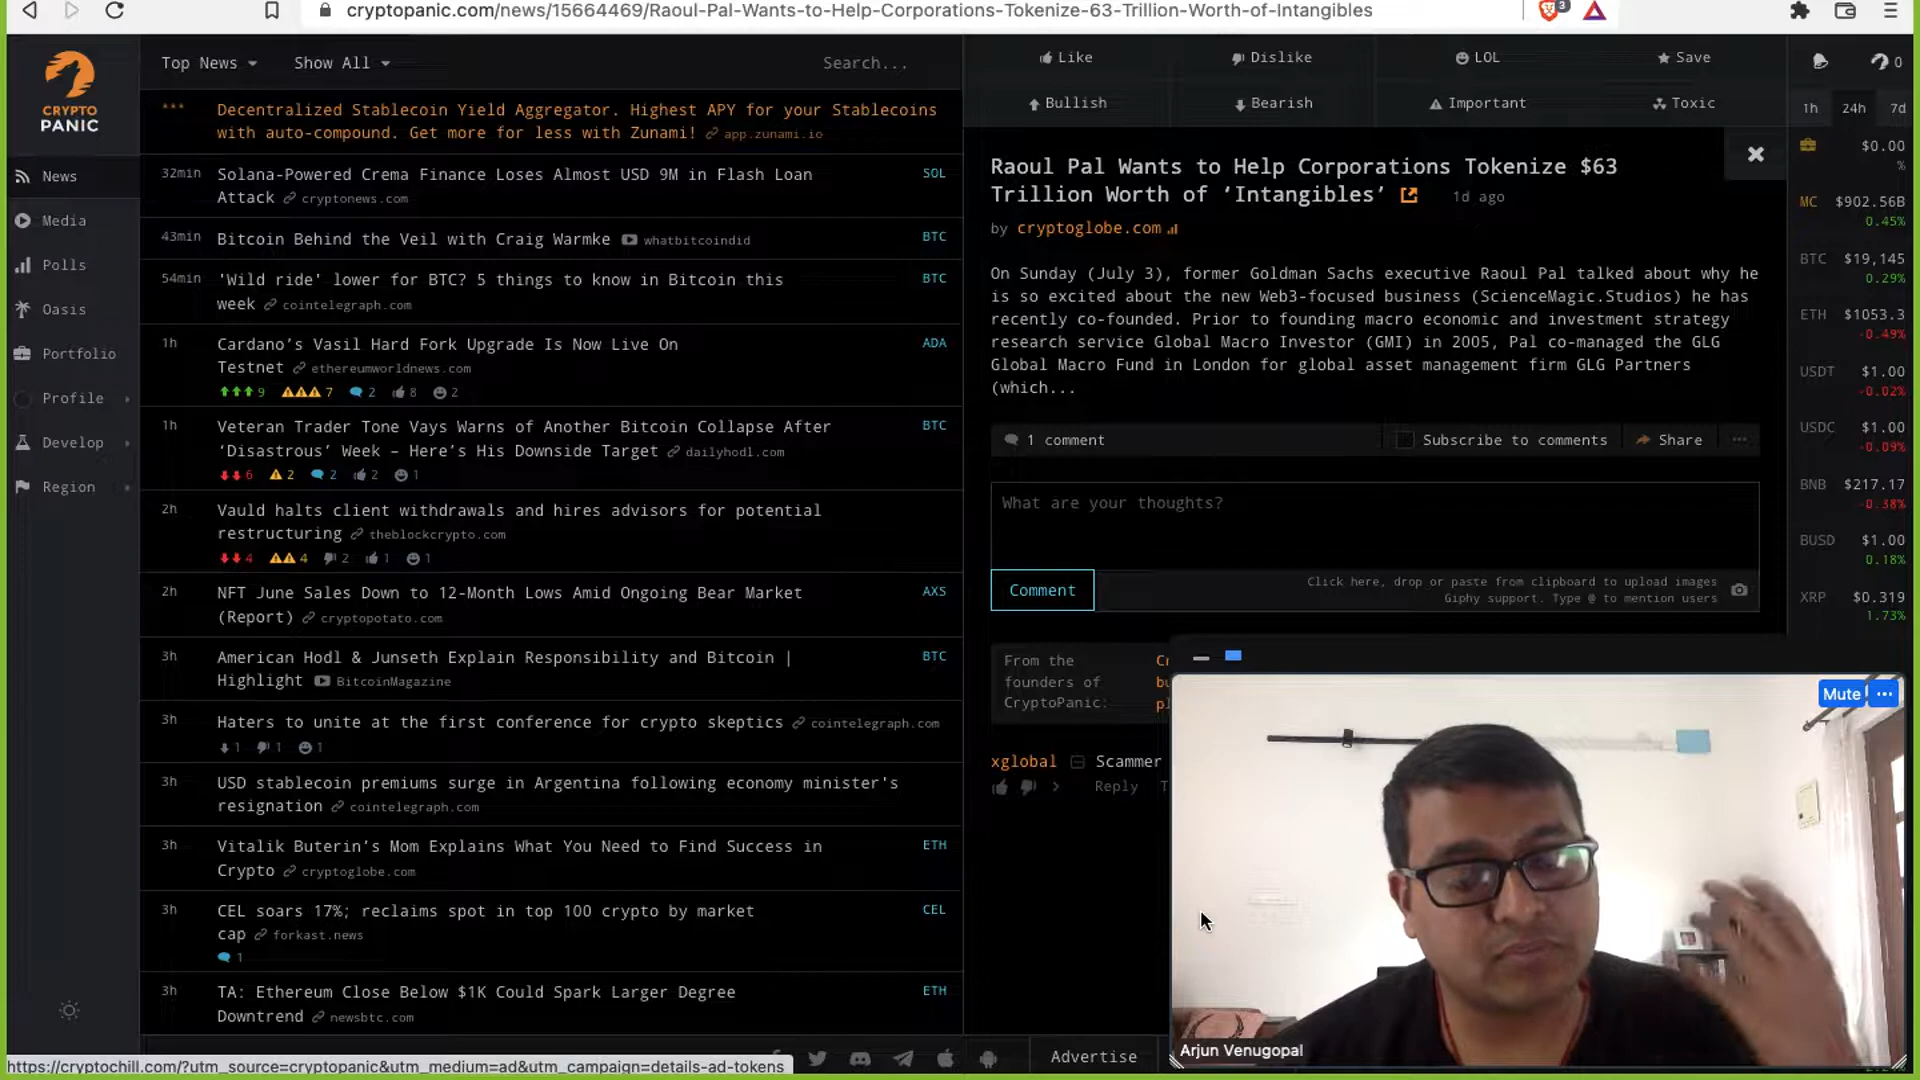 cryptopanic.com/news/15664469/Raoul-Pal-Wants-to-Help-Corporations-Tokenize-63-Trillion-Worth-of-Intangibles
3
CRYPTO
PANIC
News
Media
Polls
Oasis
Portfolio
Profile
Develop
Region
Top News
Show All
Search...
Decentralized Stablecoin Yield Aggregator. Highest APY for your Stablecoins
with auto-compound. Get more for less with Zunami! app.zunami.io
32min Solana-Powered Crema Finance Loses Almost USD 9M in Flash Loan SOL
Attack cryptonews.com
43min Bitcoin Behind the Veil with Craig Warmke whatbitcoindid BTC
54min 'Wild ride' lower for BTC? 5 things to know in Bitcoin this BTC
week cointelegraph.com
1h Cardano’s Vasil Hard Fork Upgrade Is Now Live On ADA
Testnet ethereumworldnews.com
9 7 2 8 2
1h Veteran Trader Tone Vays Warns of Another Bitcoin Collapse After BTC
‘Disastrous’ Week – Here’s His Downside Target dailyhodl.com
6 2 2 2 1
2h Vauld halts client withdrawals and hires advisors for potential
restructuring theblockcrypto.com
4 4 2 1 1
2h NFT June Sales Down to 12-Month Lows Amid Ongoing Bear Market AXS
(Report) cryptopotato.com
3h American Hodl & Junseth Explain Responsibility and Bitcoin | BTC
Highlight BitcoinMagazine
3h Haters to unite at the first conference for crypto skeptics cointelegraph.com
1 1 1
3h USD stablecoin premiums surge in Argentina following economy minister's
resignation cointelegraph.com
3h Vitalik Buterin’s Mom Explains What You Need to Find Success in ETH
Crypto cryptoglobe.com
3h CEL soars 17%; reclaims spot in top 100 crypto by market CEL
cap forkast.news
1
3h TA: Ethereum Close Below $1K Could Spark Larger Degree ETH
Downtrend newsbtc.com
https://cryptochill.com/?utm_source=cryptopanic&utm_medium=ad&utm_campaign=details-ad-tokens
Like Dislike LOL Save
Bullish Bearish Important Toxic
Raoul Pal Wants to Help Corporations Tokenize $63
Trillion Worth of ‘Intangibles’ 1d ago
by cryptoglobe.com
On Sunday (July 3), former Goldman Sachs executive Raoul Pal talked about why he
is so excited about the new Web3-focused business (ScienceMagic.Studios) he has
recently co-founded. Prior to founding macro economic and investment strategy
research service Global Macro Investor (GMI) in 2005, Pal co-managed the GLG
Global Macro Fund in London for global asset management firm GLG Partners
(which...
1 comment Subscribe to comments Share
What are your thoughts?
Comment
Click here, drop or paste from clipboard to upload images
Giphy support. Type @ to mention users
From the
founders of
CryptoPanic:
xglobal Scammer
Reply
Advertise
0
1h 24h 7d
$0.00
%
MC $902.56B
0.45%
BTC $19,145
0.29%
ETH $1053.3
-0.49%
USDT $1.00
-0.02%
USDC $1.00
-0.09%
BNB $217.17
-0.38%
BUSD $1.00
0.18%
XRP $0.319
1.73%
Mute
Arjun Venugopal